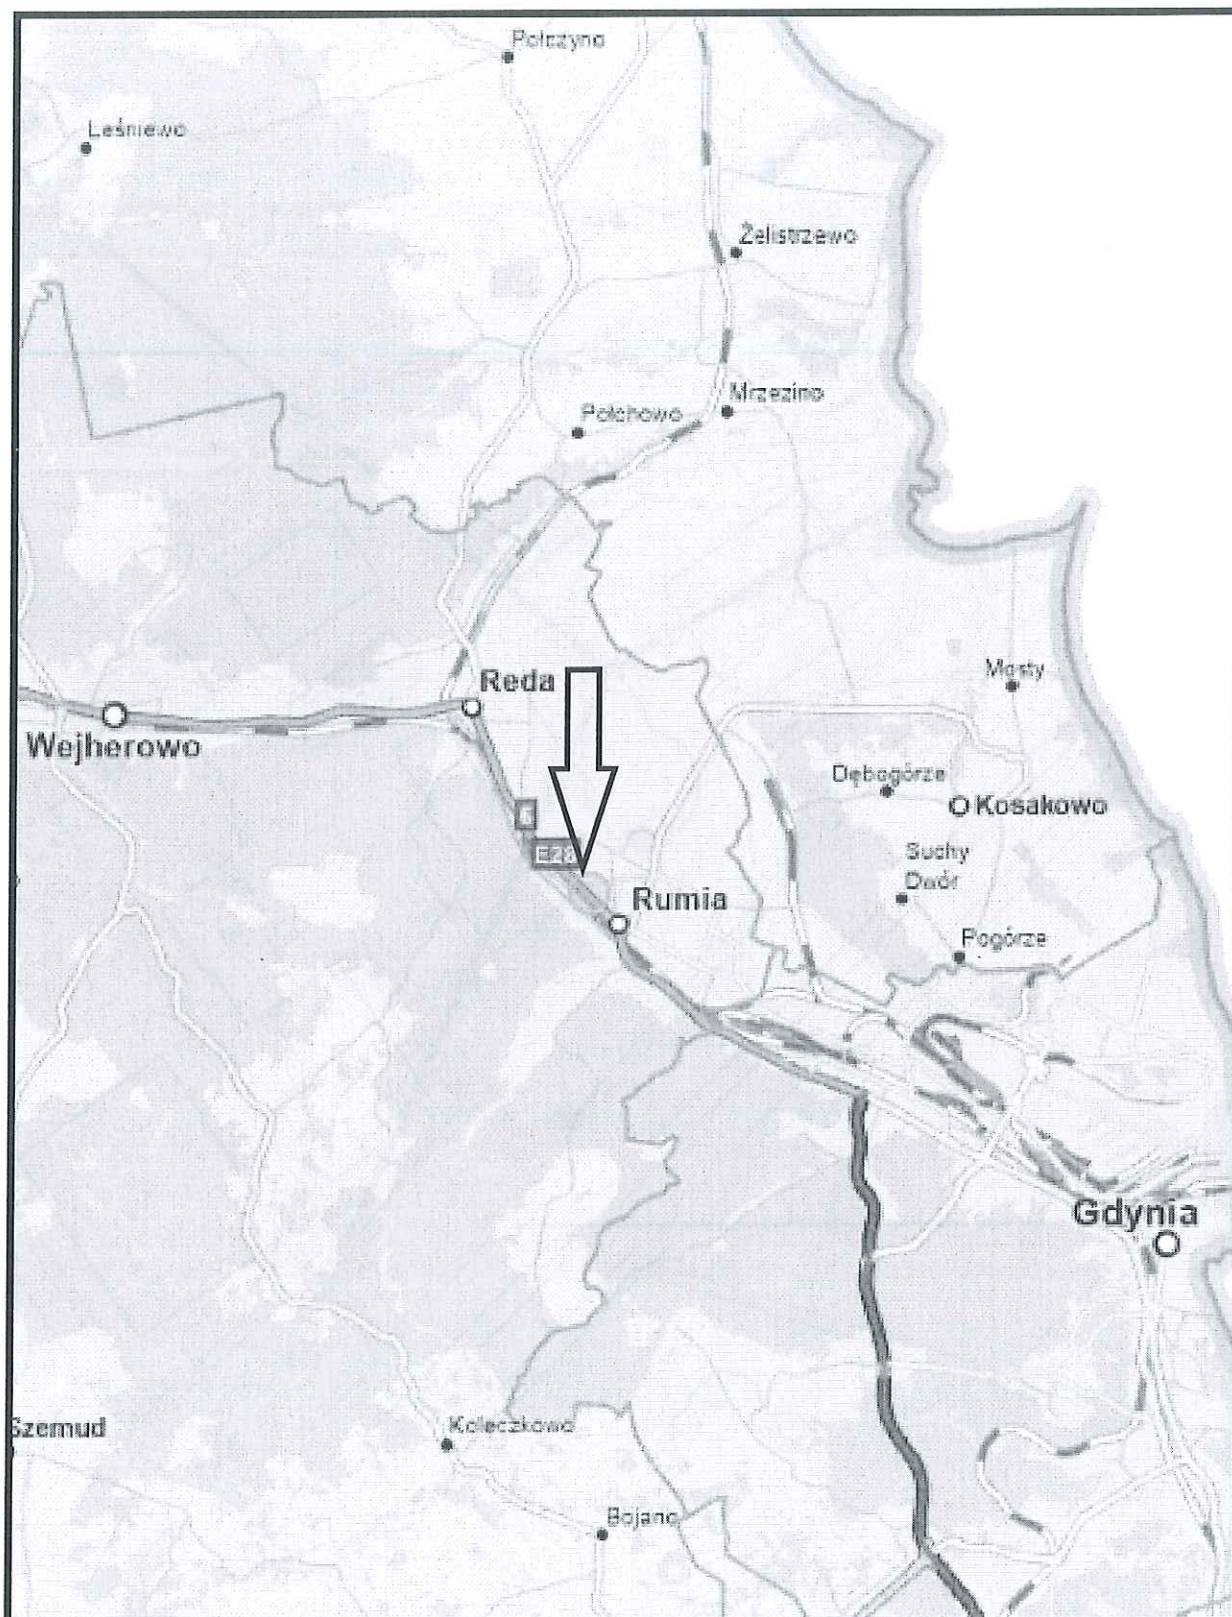 Połczyno
Leśniewo
Żelistrzewo
Mrzezino
Połchowo
Mosty
Reda
Wejherowo
Dębogórze
Kosakowo
E28
Suchy
Dwór
Rumia
Pogórze
Gdynia
Szemud
Koleczkowo
Bojano